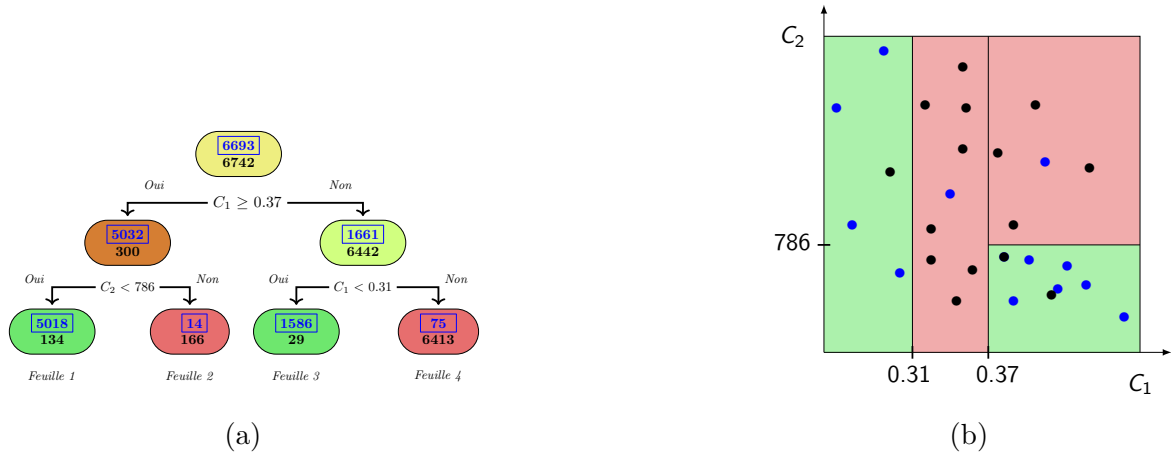 6693
6742
Oui
Non
C₁ ≥ 0.37
5032
300
1661
6442
Oui
Non
Oui
Non
C₂ < 786
C₁ < 0.31
5018
134
14
166
1586
29
75
6413
Feuille 1
Feuille 2
Feuille 3
Feuille 4
(a)
C₂
786
0.31
0.37
C₁
(b)